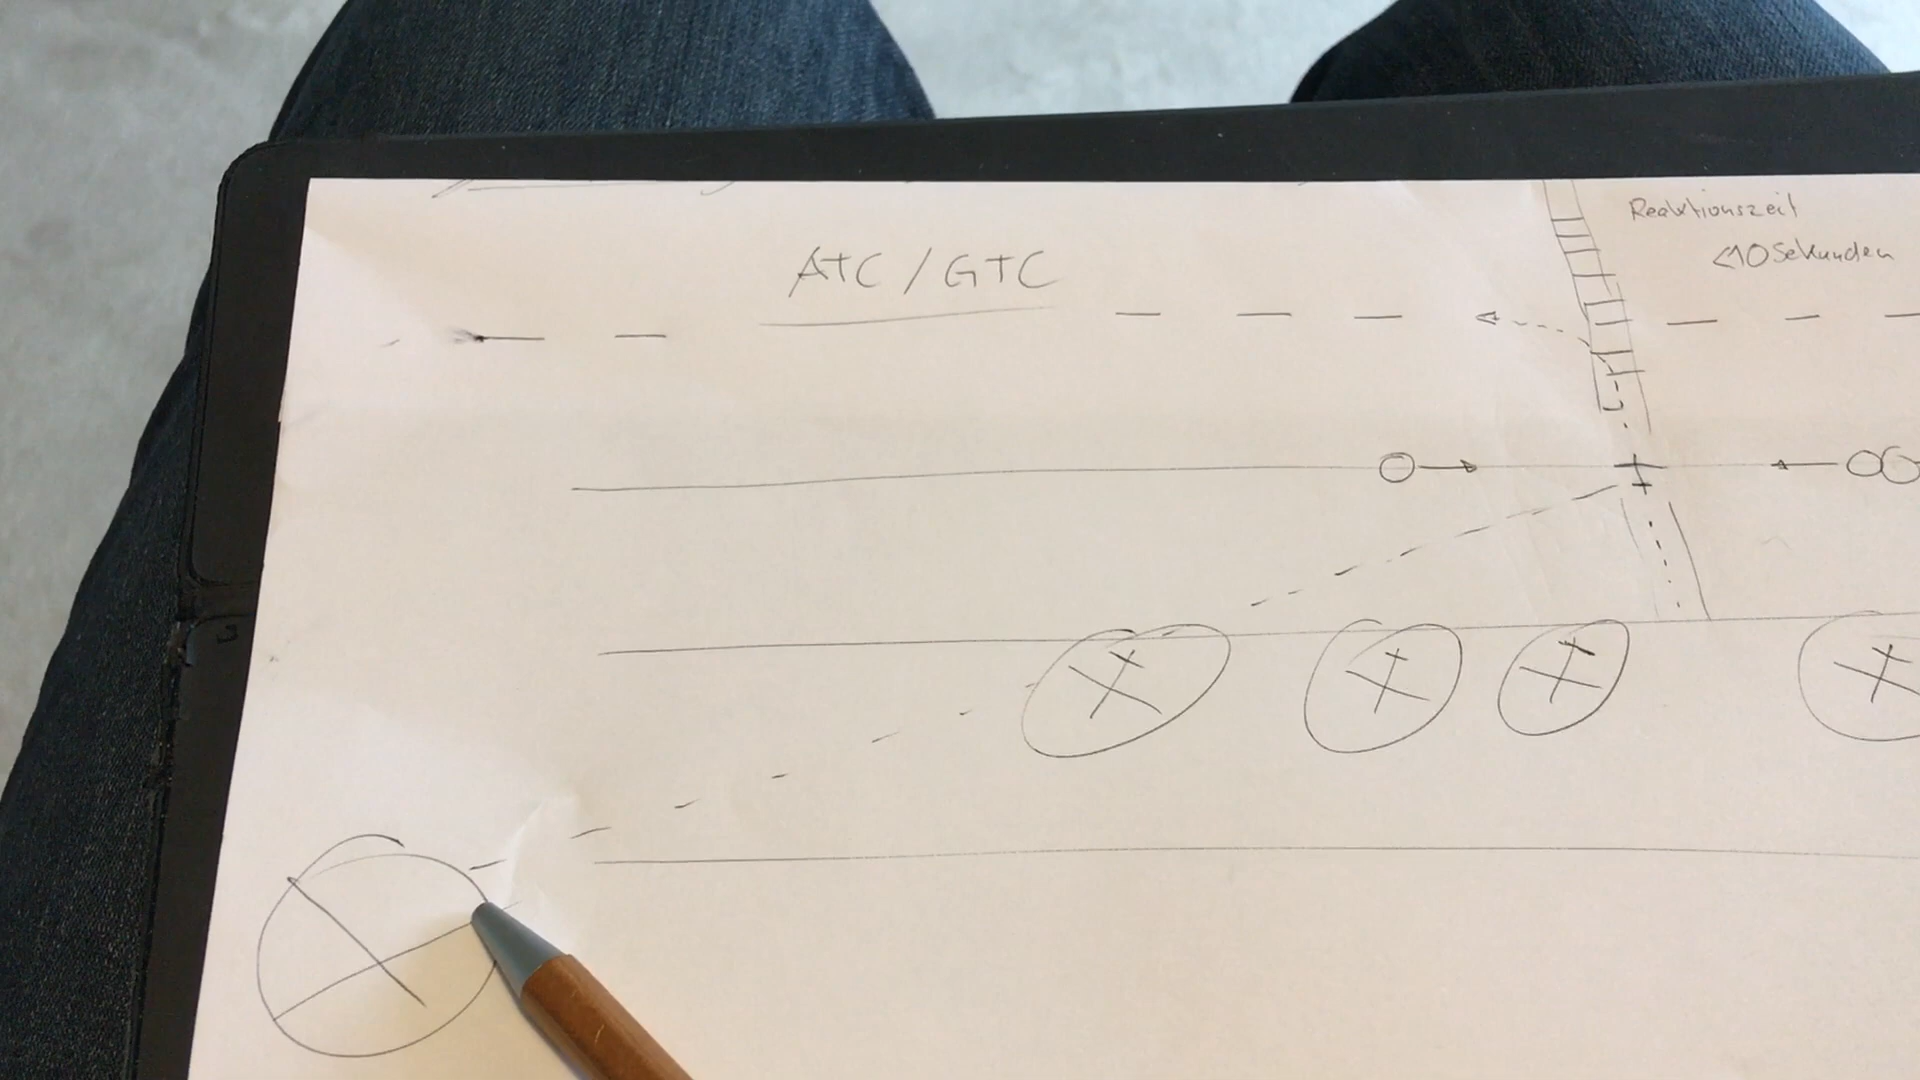 ATC / GTC
Reaktionszeit
<10 Sekunden